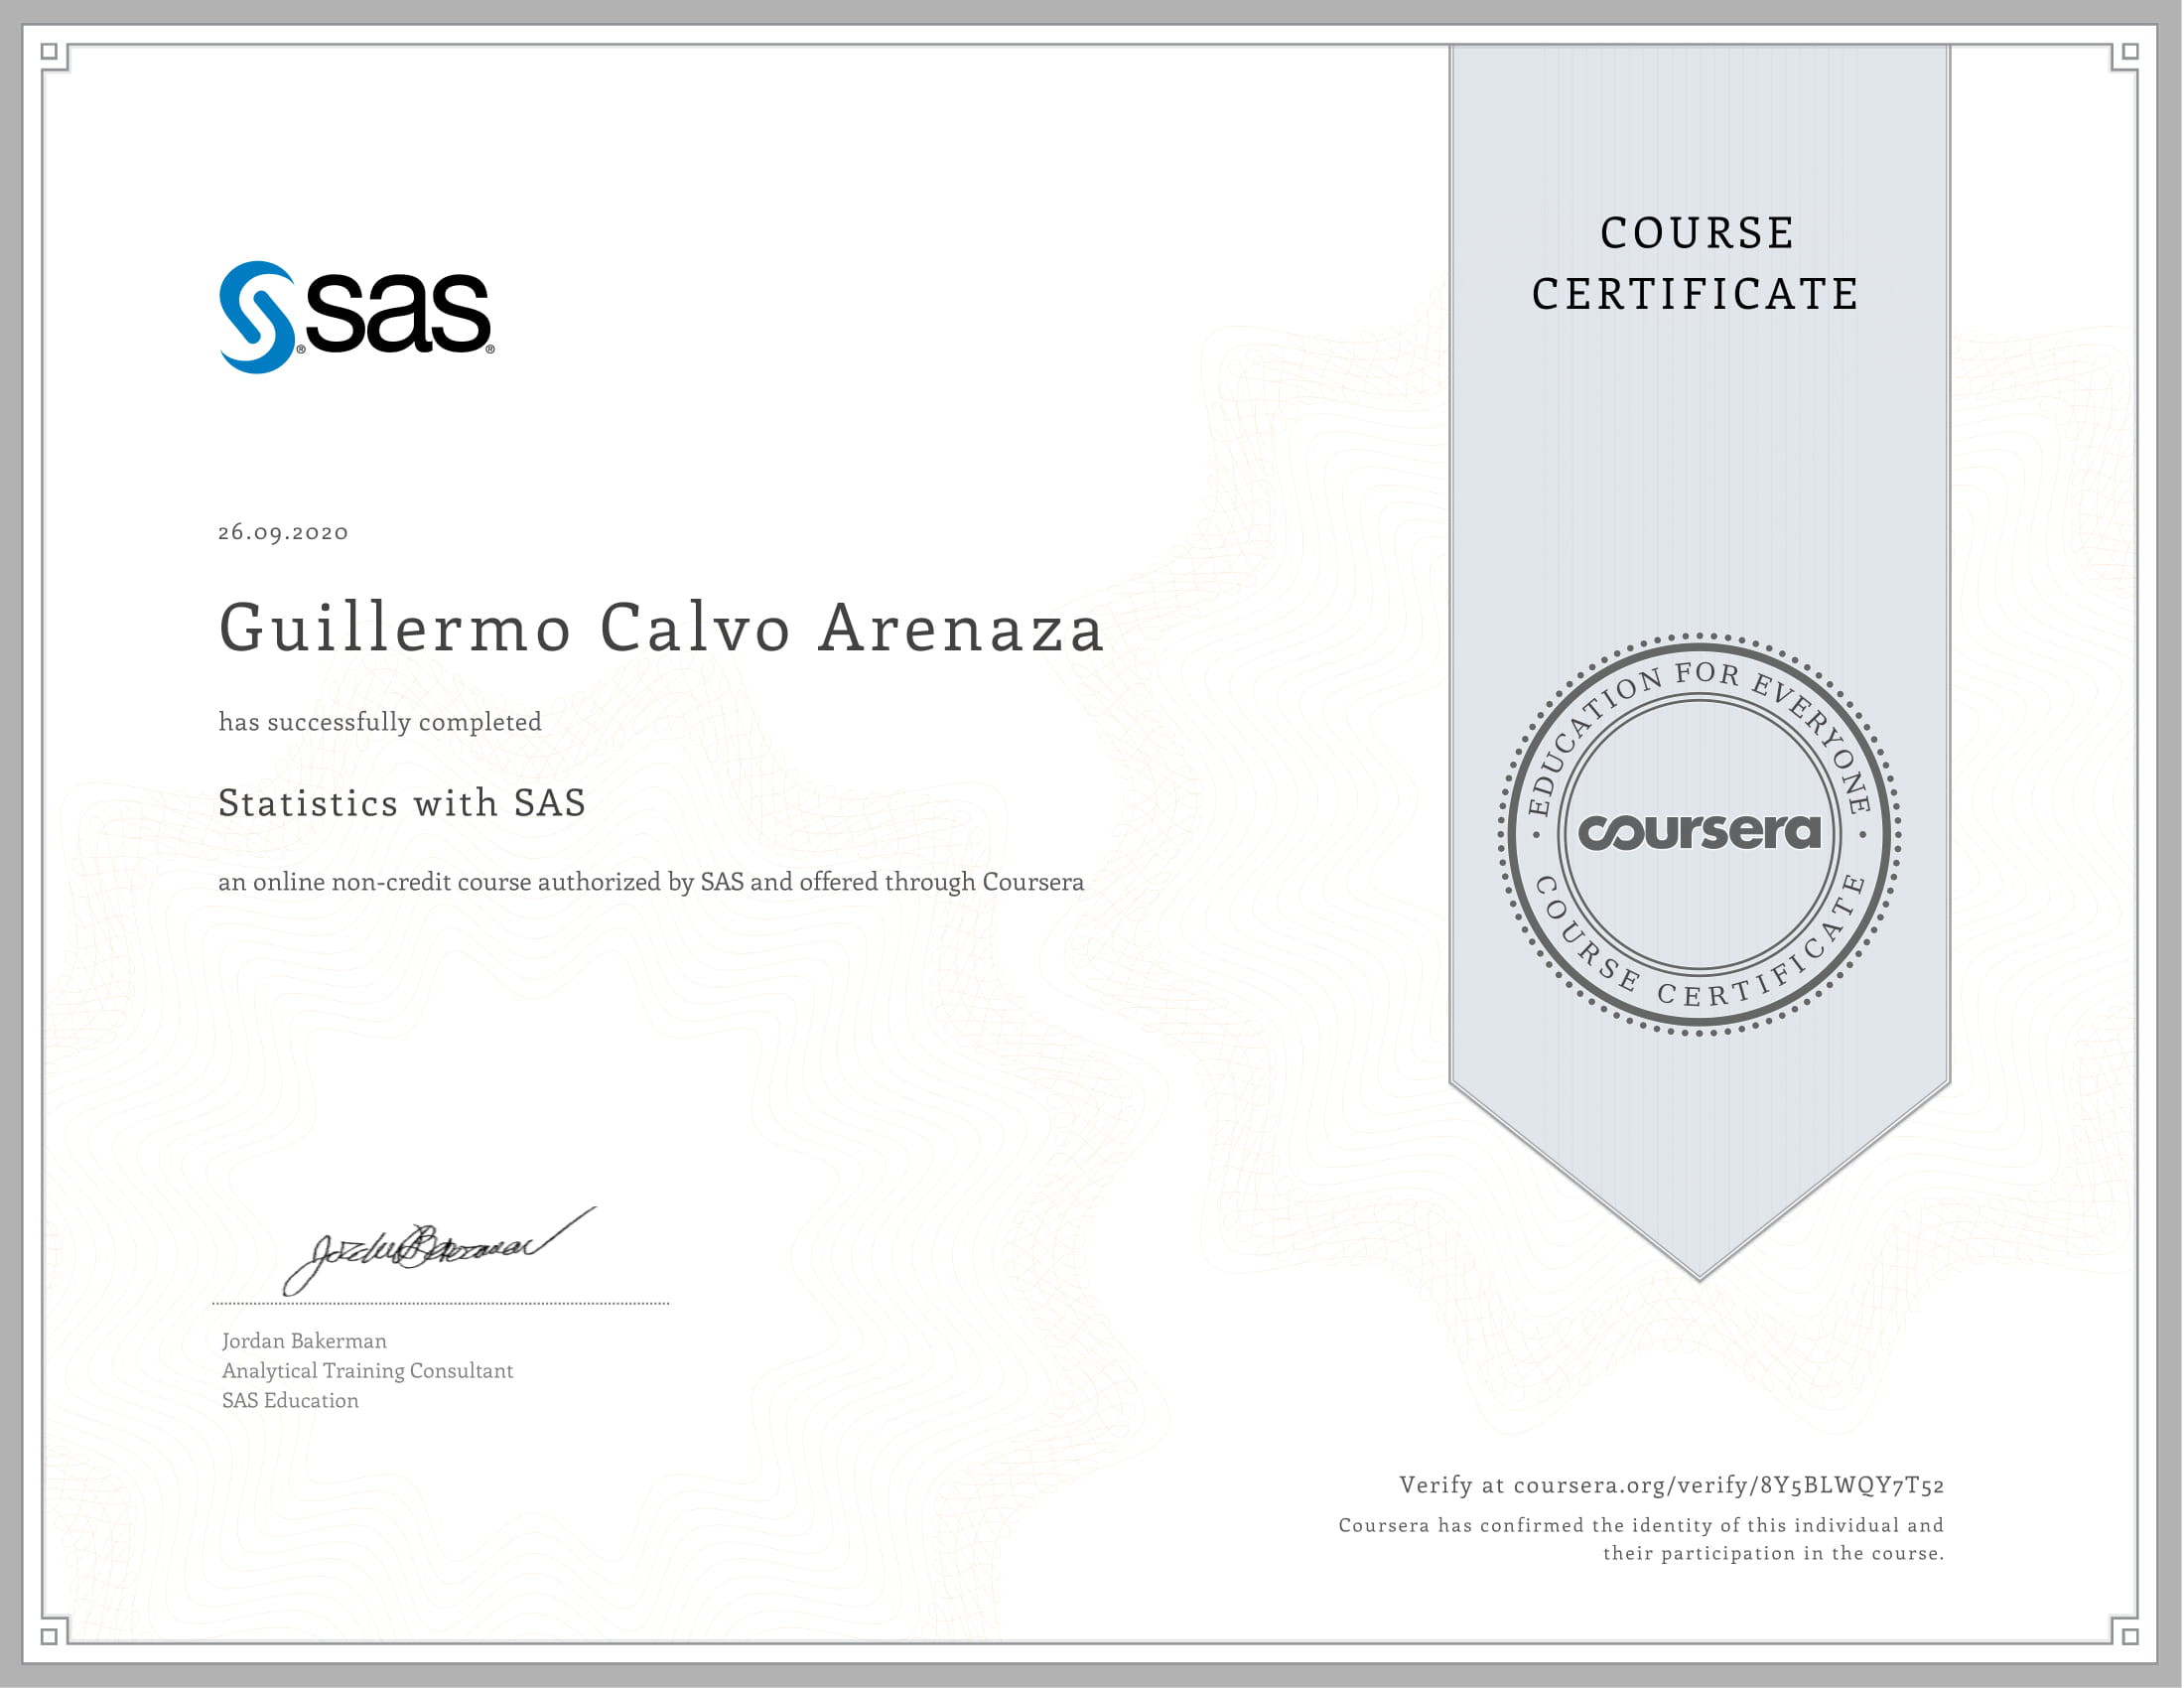 sas
COURSE
CERTIFICATE
26.09.2020
Guillermo Calvo Arenaza
has successfully completed
Statistics with SAS
an online non-credit course authorized by SAS and offered through Coursera
EDUCATION FOR EVERYONE
coursera
COURSE CERTIFICATE
Jordan Bakerman
Jordan Bakerman
Analytical Training Consultant
SAS Education
Verify at coursera.org/verify/8Y5BLWQY7T52
Coursera has confirmed the identity of this individual and
their participation in the course.